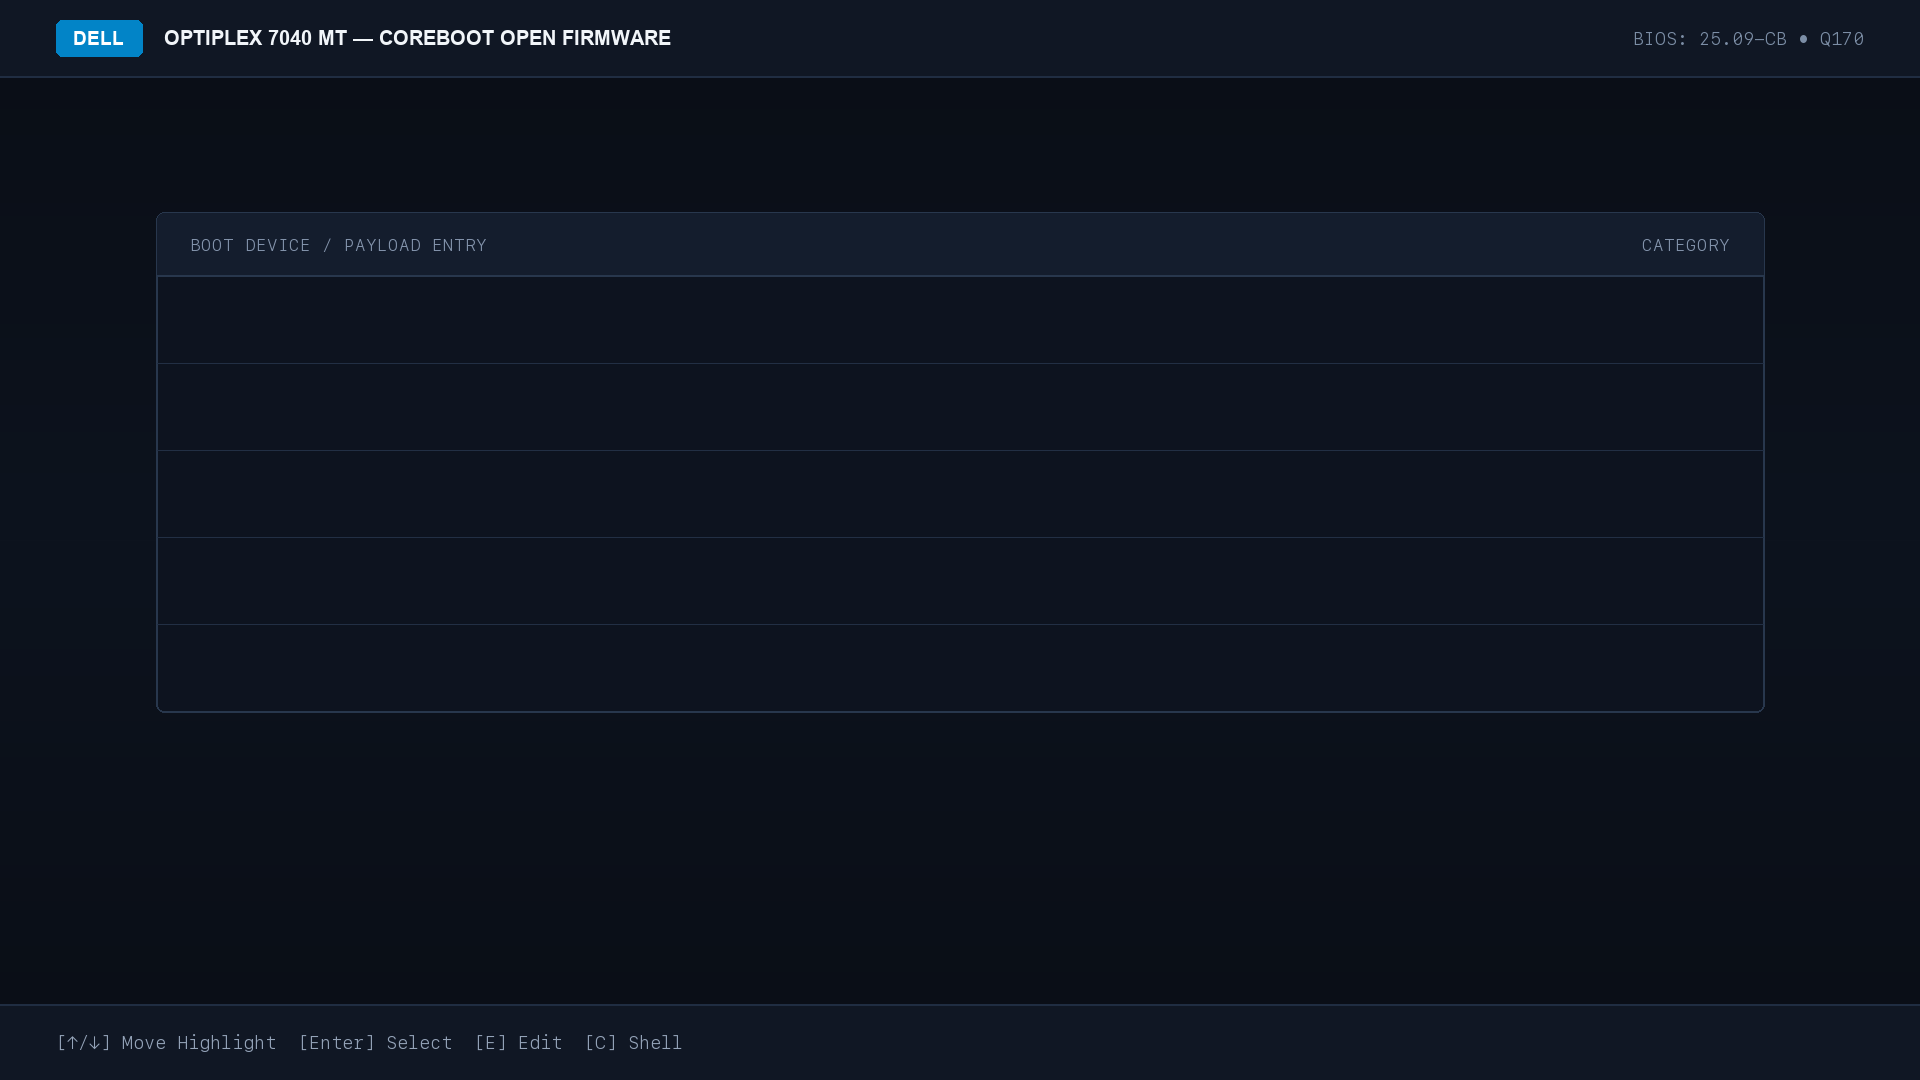 DELL OPTIPLEX 7040 MT — COREBOOT OPEN FIRMWARE BIOS: 25.09-CB • Q170
BOOT DEVICE / PAYLOAD ENTRY CATEGORY
[↑/↓] Move Highlight [Enter] Select [E] Edit [C] Shell